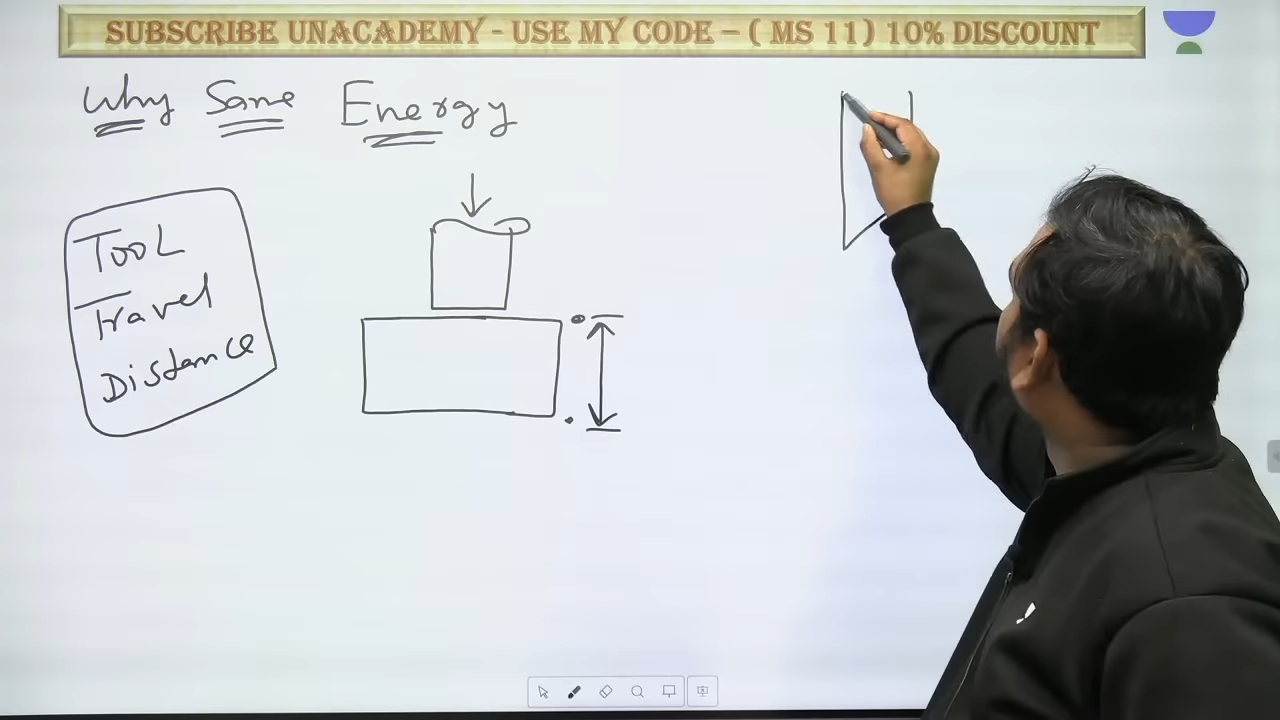 SUBSCRIBE UNACADEMY - USE MY CODE – ( MS 11) 10% DISCOUNT
Why Same Energy
Tool
Travel
Distance